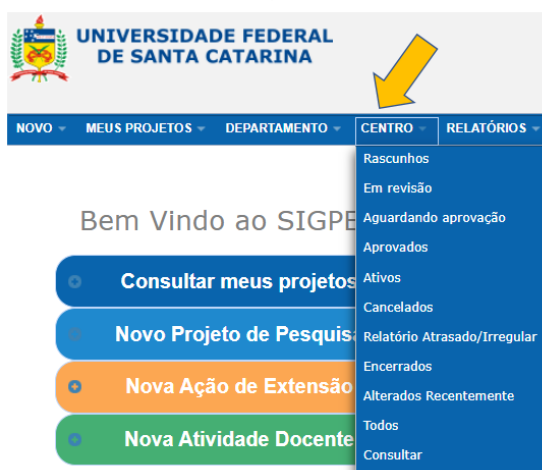 UNIVERSIDADE FEDERAL
DE SANTA CATARINA
NOVO MEUS PROJETOS DEPARTAMENTO CENTRO RELATÓRIOS
Rascunhos
Em revisão
Aguardando aprovação
Aprovados
Ativos
Cancelados
Relatório Atrasado/Irregular
Encerrados
Alterados Recentemente
Todos
Consultar
Bem Vindo ao SIGPE
Consultar meus projetos
Novo Projeto de Pesquisa
Nova Ação de Extensão
Nova Atividade Docente